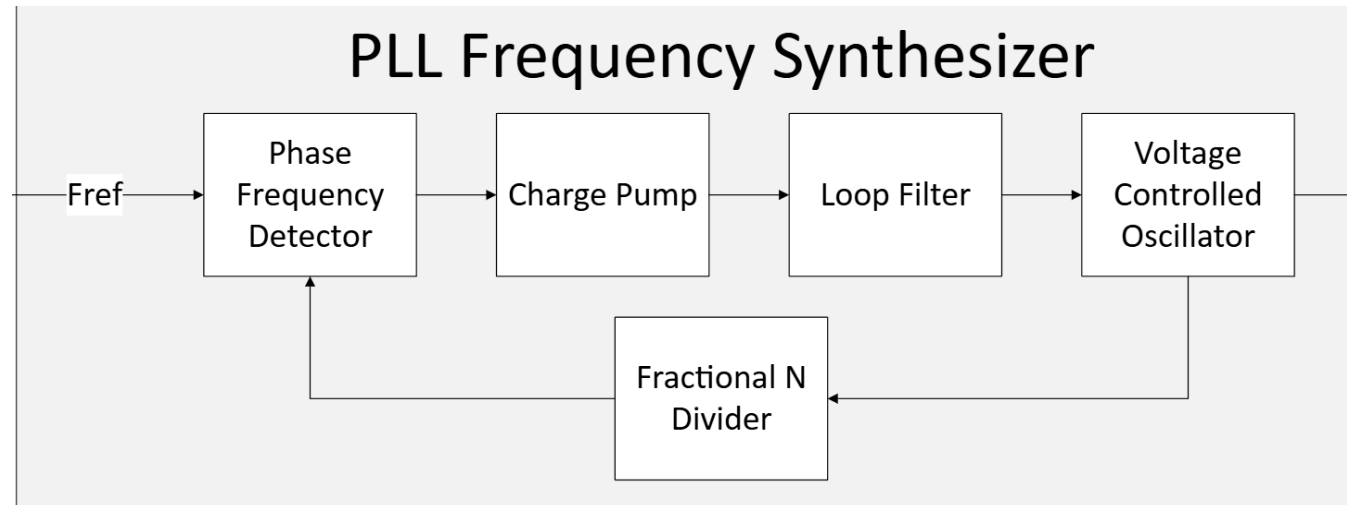 PLL Frequency Synthesizer
Fref
Phase
Frequency
Detector
Charge Pump
Loop Filter
Voltage
Controlled
Oscillator
Fractional N
Divider